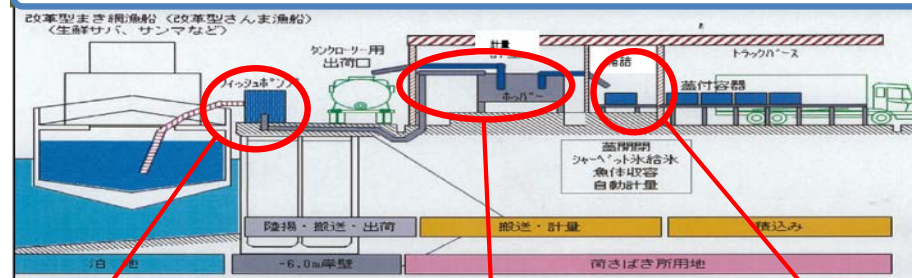 改革型まき網漁船（改革型さんま漁船）
（生鮮サバ、サンマなど）
ﾀﾝｸﾛｰﾘｰ用
出荷口
計量
ﾄﾗｯｸﾊﾞｰｽ
ﾌｨｯｼｭﾎﾟﾝﾌﾟ
ﾎｯﾊﾟｰ
蓋付容器
蓋開閉
ｼｬｰﾍﾞｯﾄ氷給氷
魚体収容
自動計量
陸揚・搬送・出荷
搬送・計量
積込み
泊 地
-6.0m岸壁
荷さばき所用地